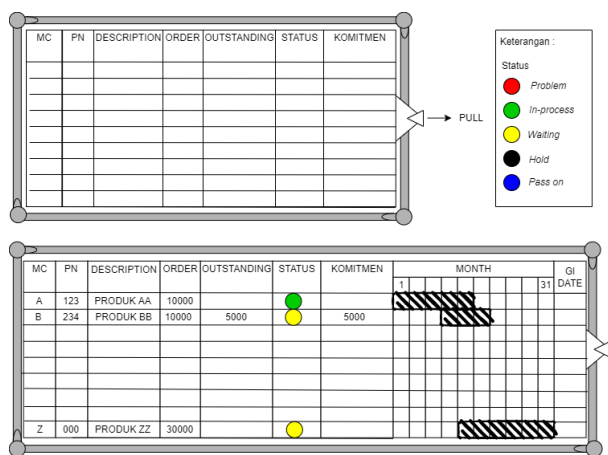 MC PN DESCRIPTION ORDER OUTSTANDING STATUS KOMITMEN
PULL
Keterangan :
Status
Problem
In-process
Waiting
Hold
Pass on
MC PN DESCRIPTION ORDER OUTSTANDING STATUS KOMITMEN MONTH GI DATE
1 31
A 123 PRODUK AA 10000
B 234 PRODUK BB 10000 5000 5000
Z 000 PRODUK ZZ 30000